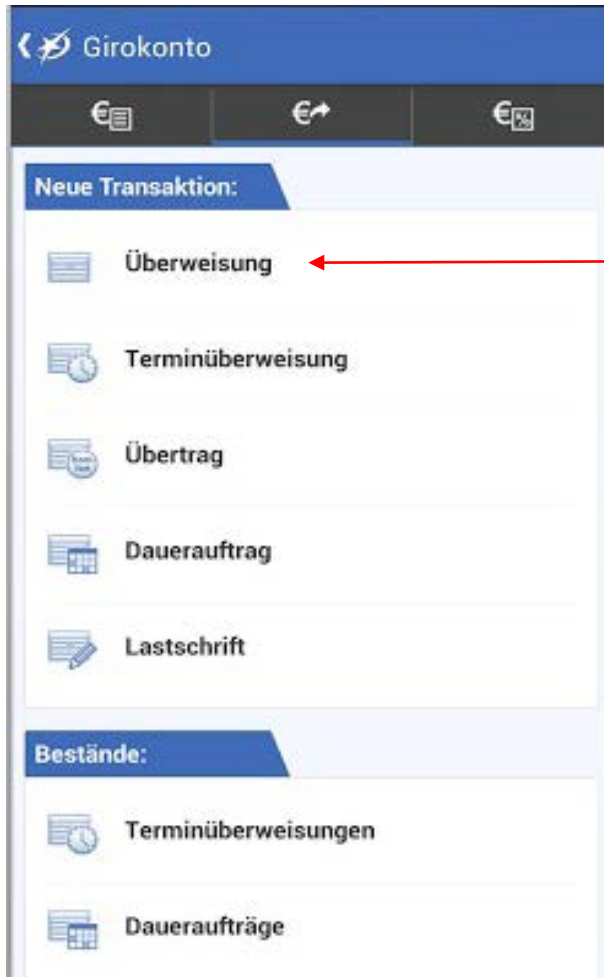 Girokonto
€ € €%
Neue Transaktion:
Überweisung
Terminüberweisung
Übertrag
Dauerauftrag
Lastschrift
Bestände:
Terminüberweisungen
Daueraufträge